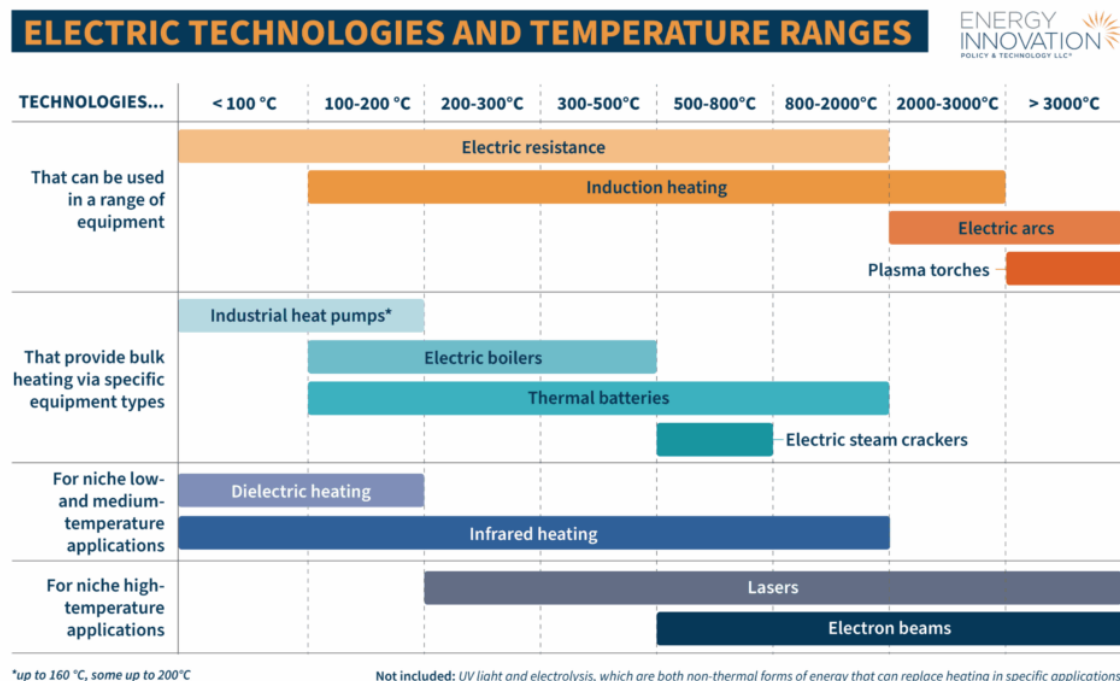 ELECTRIC TECHNOLOGIES AND TEMPERATURE RANGES
ENERGY
INNOVATION
POLICY & TECHNOLOGY LLC®
TECHNOLOGIES...
< 100 °C
100-200 °C
200-300°C
300-500°C
500-800°C
800-2000°C
2000-3000°C
> 3000°C
That can be used
in a range of
equipment
Electric resistance
Induction heating
Electric arcs
Plasma torches
That provide bulk
heating via specific
equipment types
Industrial heat pumps*
Electric boilers
Thermal batteries
Electric steam crackers
For niche low-
and medium-
temperature
applications
Dielectric heating
Infrared heating
For niche high-
temperature
applications
Lasers
Electron beams
*up to 160 °C, some up to 200°C
Not included: UV light and electrolysis, which are both non-thermal forms of energy that can replace heating in specific applications